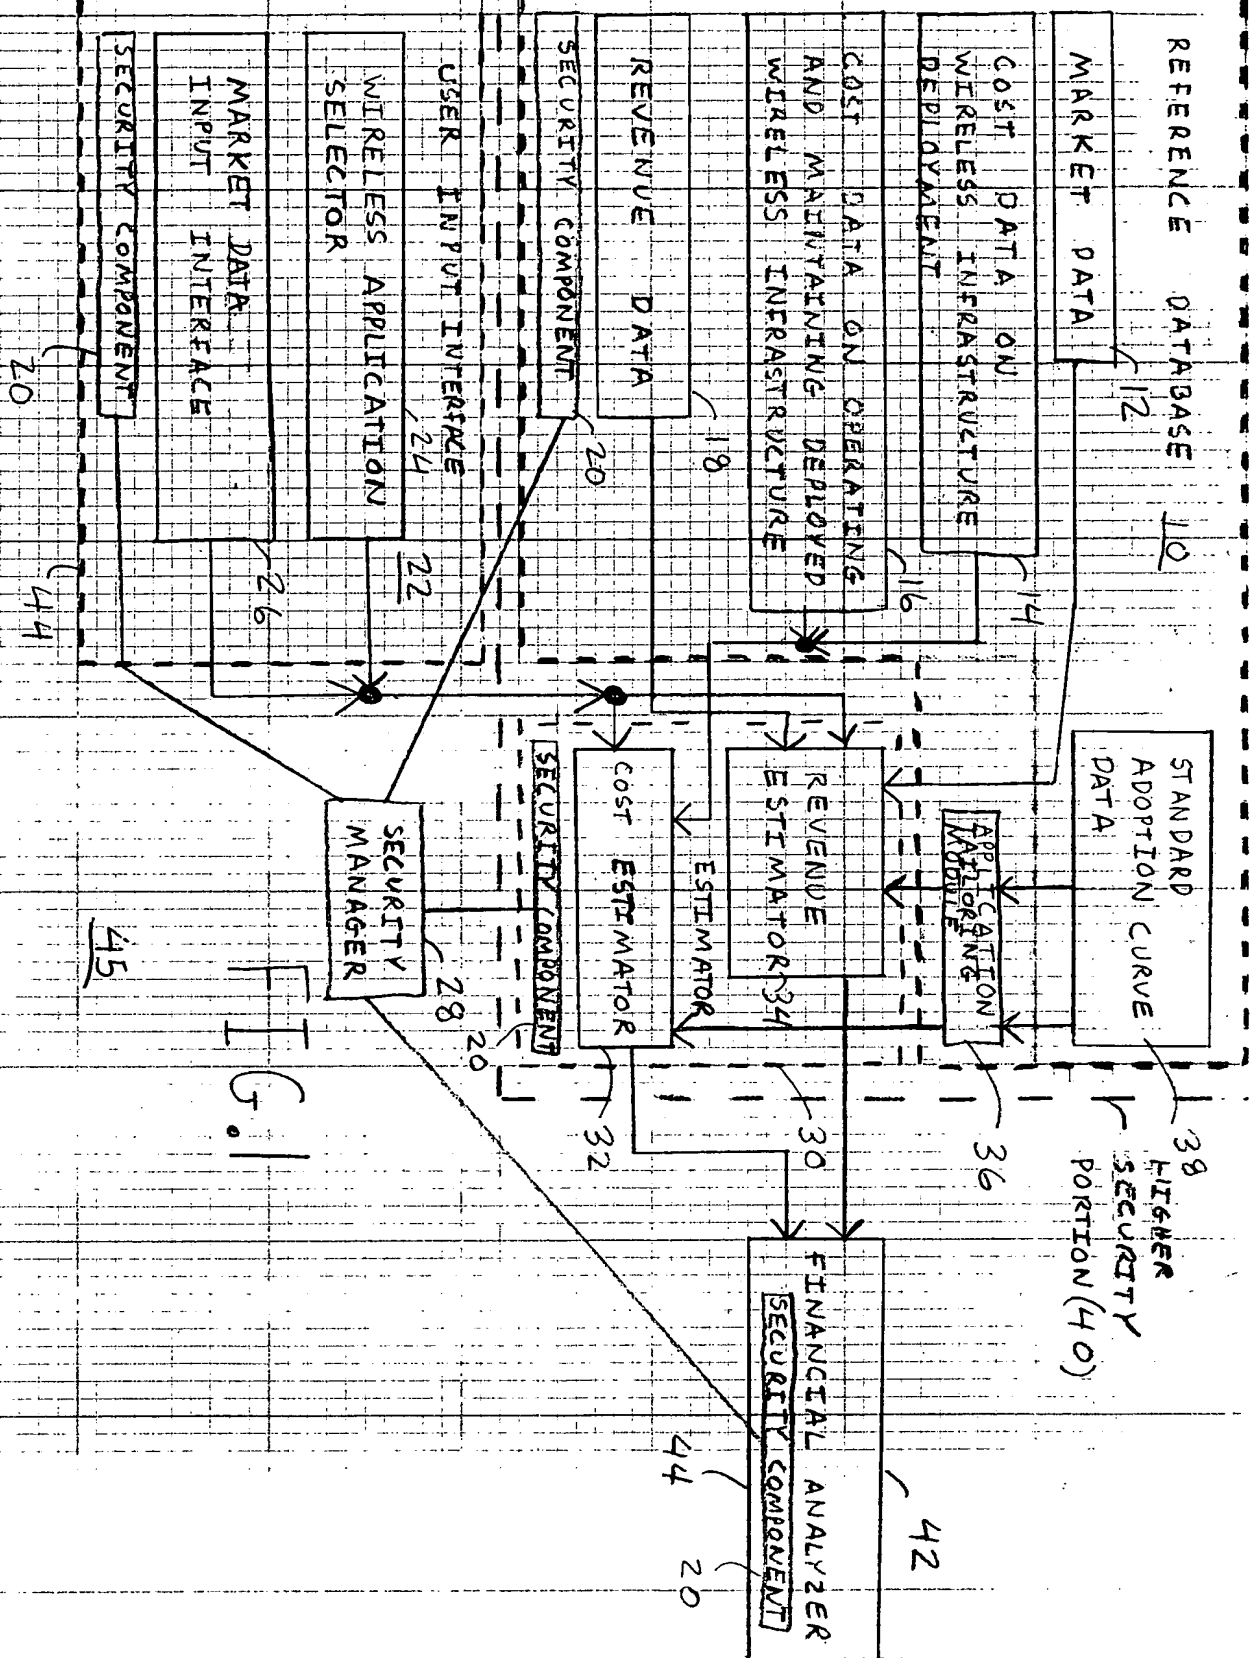 REFERENCE DATABASE 10
MARKET DATA
12
COST DATA ON
WIRELESS INFRASTRUCTURE
DEPLOYMENT
14
COST DATA ON OPERATING
AND MAINTAINING DEPLOYED
WIRELESS INFRASTRUCTURE
16
REVENUE DATA
18
SECURITY COMPONENT
20
USER INPUT INTERFACE
22
WIRELESS APPLICATION
SELECTOR
24
MARKET DATA
INPUT INTERFACE
26
SECURITY COMPONENT
20
44
STANDARD
ADOPTION CURVE
DATA
38
HIGHER
SECURITY
PORTION (40)
APPLICATION
TAILORING
MODULE
36
REVENUE
ESTIMATOR 34
ESTIMATOR
30
COST ESTIMATOR
32
SECURITY COMPONENT
20
SECURITY
MANAGER
28
FINANCIAL ANALYZER
SECURITY COMPONENT
42
44
20
45
FIG. 1